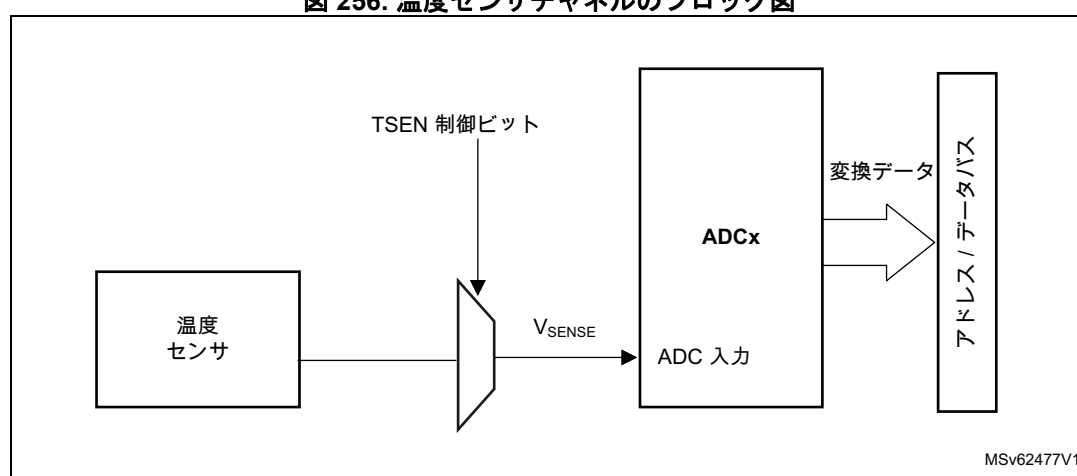 図 256. 温度センサチャネルのブロック図
TSEN 制御ビット
変換データ
アドレス / データバス
ADCx
温度
センサ
VSENSE
ADC 入力
MSv62477V1